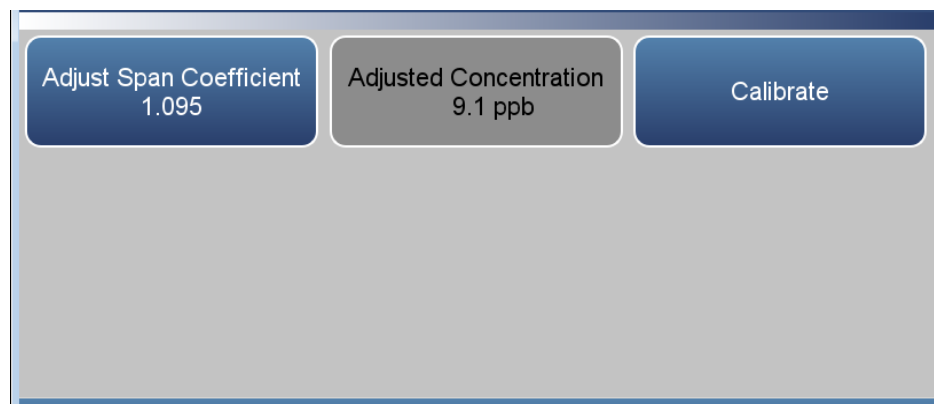 Adjust Span Coefficient
1.095
Adjusted Concentration
9.1 ppb
Calibrate